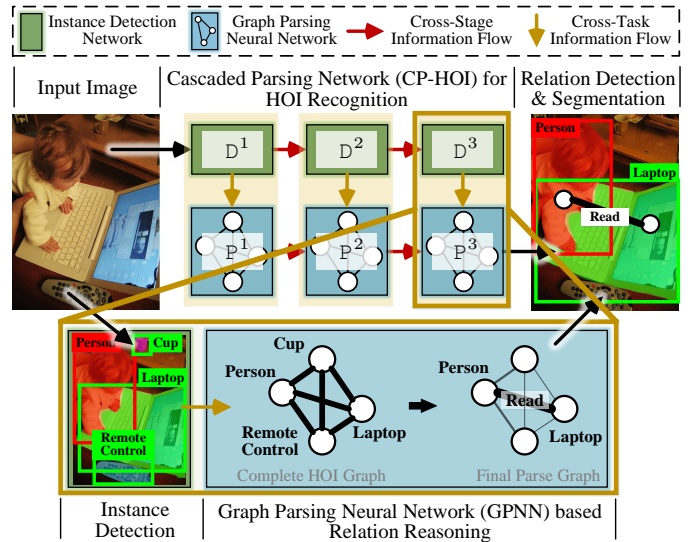 Instance Detection
Network
Graph Parsing
Neural Network
Cross-Stage
Information Flow
Cross-Task
Information Flow
Input Image
Cascaded Parsing Network (CP-HOI) for
HOI Recognition
Relation Detection
& Segmentation
D1
D2
D3
P1
P2
P3
Person
Laptop
Read
Person
Cup
Laptop
Remote
Control
Cup
Person
Remote
Control
Laptop
Complete HOI Graph
Person
Read
Laptop
Final Parse Graph
Instance
Detection
Graph Parsing Neural Network (GPNN) based
Relation Reasoning